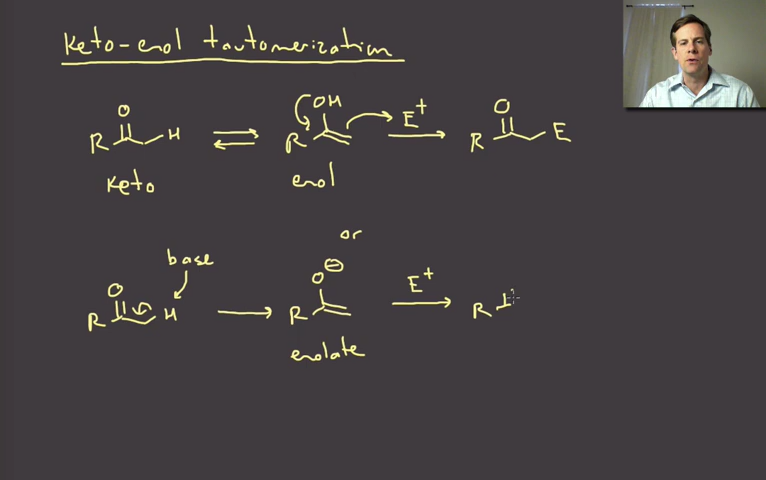 Keto-enol tautomerization
O OH E+ O
R H R R E
Keto enol
or
base
O O⊖ E+
R H R R
enolate